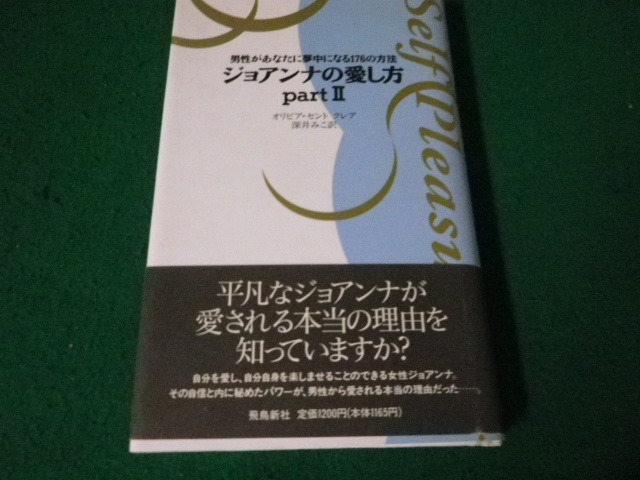 男性があなたに夢中になる176の方法
ジョアンナの愛し方
part II
オリビア・セント クレア
深井みこ訳
Self Pleasu
平凡なジョアンナが
愛される本当の理由を
知っていますか?
自分を愛し、自分自身を楽しませることのできる女性ジョアンナ。
その自信と内に秘めたパワーが、男性から愛される本当の理由だった……。
飛鳥新社 定価1200円(本体1165円)